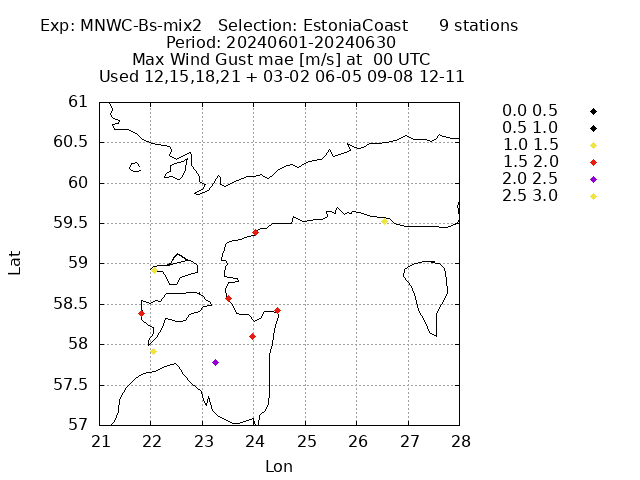 Exp: MNWC-Bs-mix2   Selection: EstoniaCoast      9 stations
Period: 20240601-20240630
Max Wind Gust mae [m/s] at  00 UTC
Used 12,15,18,21 + 03-02 06-05 09-08 12-11
0.0 0.5
0.5 1.0
1.0 1.5
1.5 2.0
2.0 2.5
2.5 3.0
61
60.5
60
59.5
59
58.5
58
57.5
57
Lat
21 22 23 24 25 26 27 28
Lon